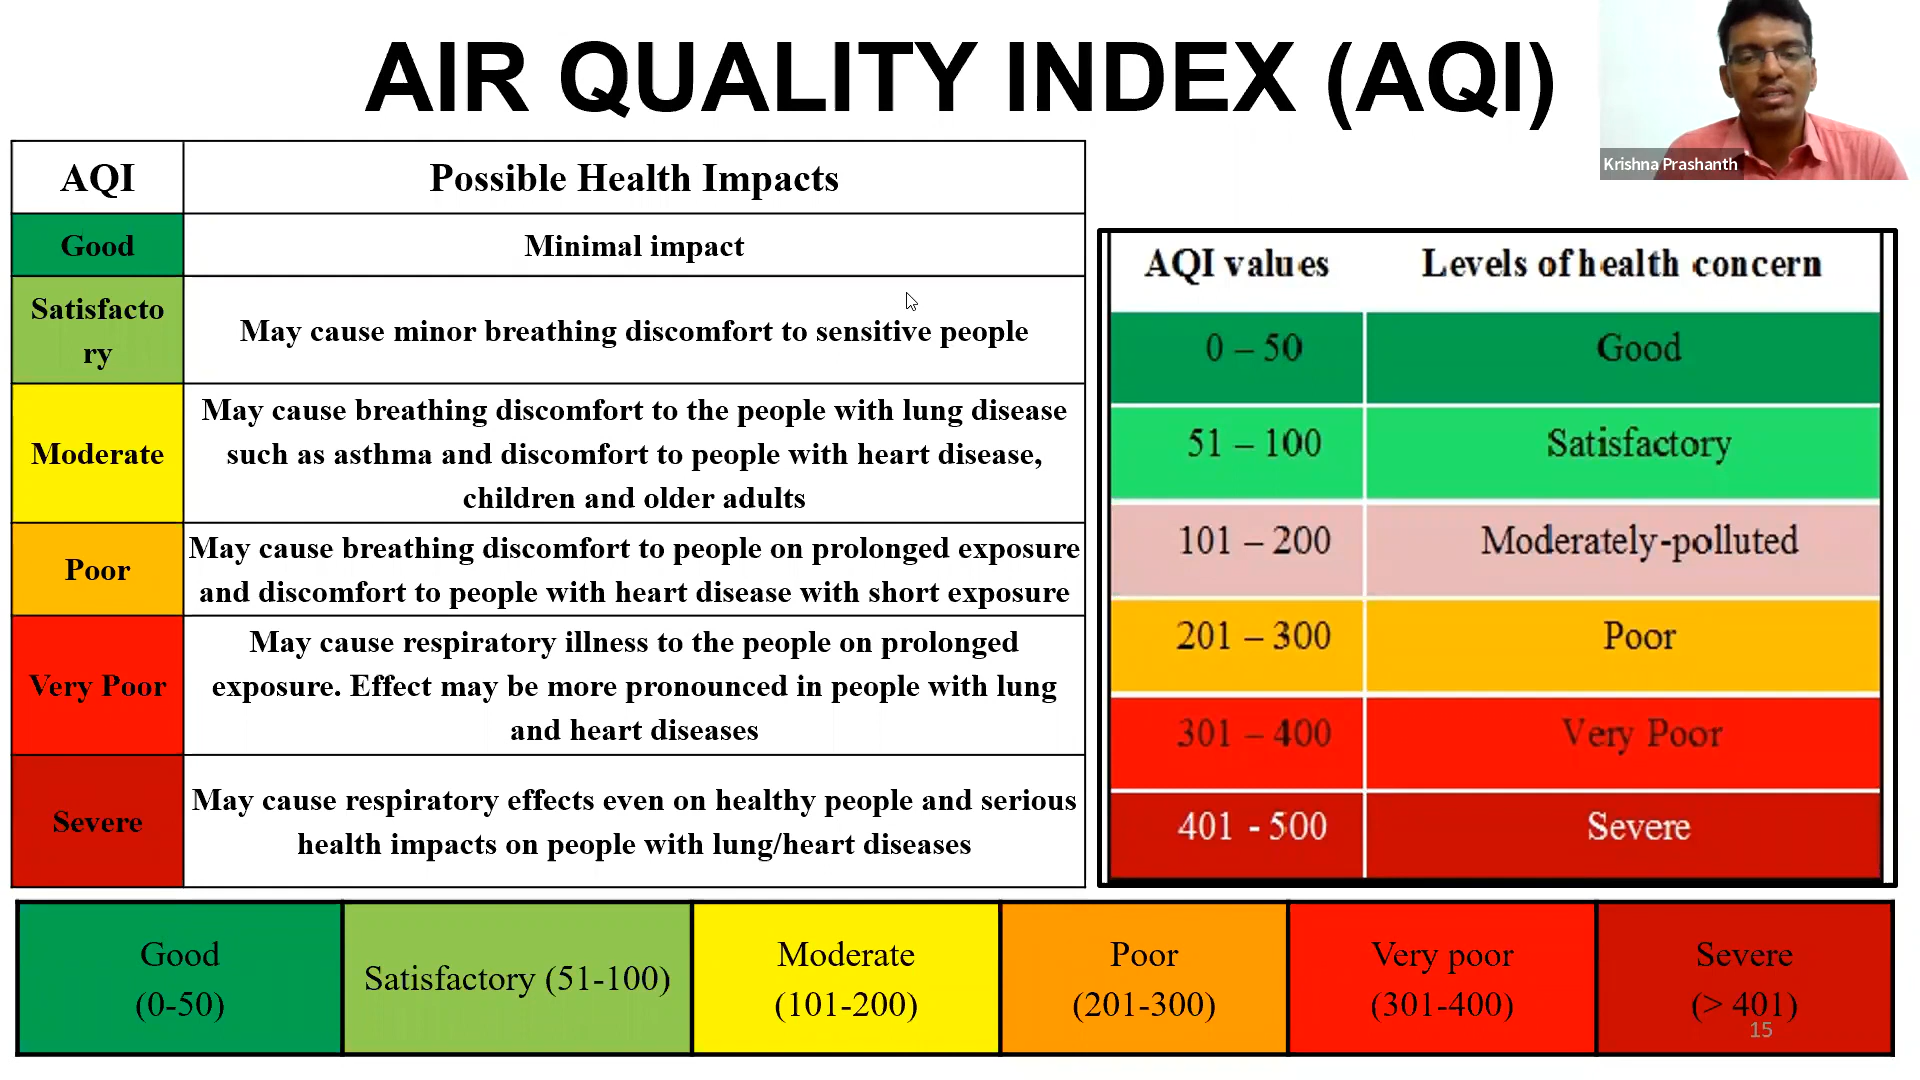 AIR QUALITY INDEX (AQI)
Krishna Prashanth
AQI
Possible Health Impacts
Good
Minimal impact
Satisfacto
ry
May cause minor breathing discomfort to sensitive people
Moderate
May cause breathing discomfort to the people with lung disease
such as asthma and discomfort to people with heart disease,
children and older adults
Poor
May cause breathing discomfort to people on prolonged exposure
and discomfort to people with heart disease with short exposure
Very Poor
May cause respiratory illness to the people on prolonged
exposure. Effect may be more pronounced in people with lung
and heart diseases
Severe
May cause respiratory effects even on healthy people and serious
health impacts on people with lung/heart diseases
AQI values
Levels of health concern
0 – 50
Good
51 – 100
Satisfactory
101 – 200
Moderately-polluted
201 – 300
Poor
301 – 400
Very Poor
401 - 500
Severe
Good
(0-50)
Satisfactory (51-100)
Moderate
(101-200)
Poor
(201-300)
Very poor
(301-400)
Severe
(> 401)
15